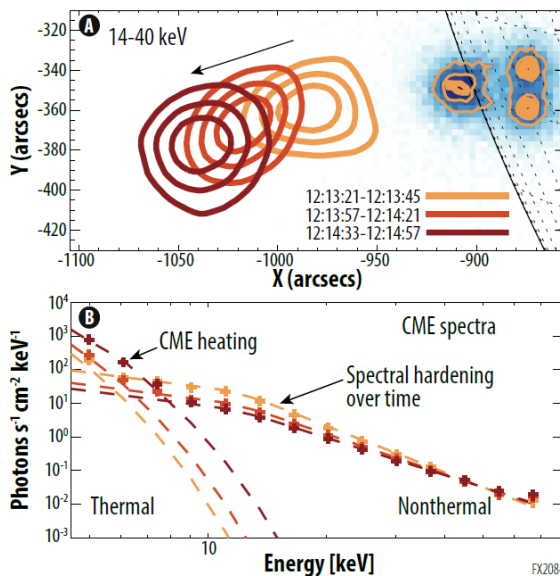 A
14-40 keV
Y (arcsecs)
-320
-340
-360
-380
-400
-420
12:13:21-12:13:45
12:13:57-12:14:21
12:14:33-12:14:57
-1100
-1050
-1000
-950
-900
X (arcsecs)
B
CME spectra
CME heating
Spectral hardening
over time
Photons s⁻¹ cm⁻² keV⁻¹
10⁴
10³
10²
10¹
10⁰
10⁻¹
10⁻²
10⁻³
Thermal
Nonthermal
10
Energy [keV]
FX208